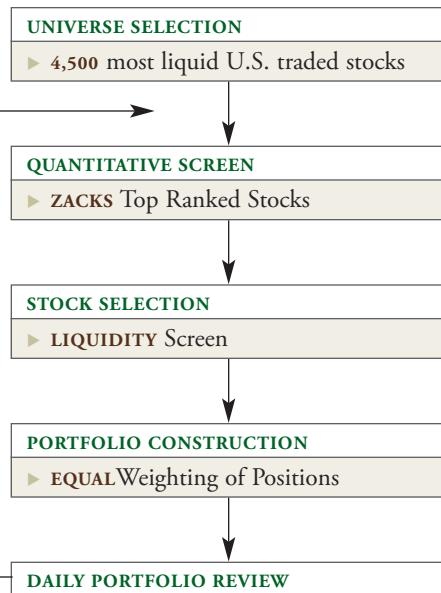 UNIVERSE SELECTION
▶ 4,500 most liquid U.S. traded stocks
QUANTITATIVE SCREEN
▶ ZACKS Top Ranked Stocks
STOCK SELECTION
▶ LIQUIDITY Screen
PORTFOLIO CONSTRUCTION
▶ EQUALWeighting of Positions
DAILY PORTFOLIO REVIEW